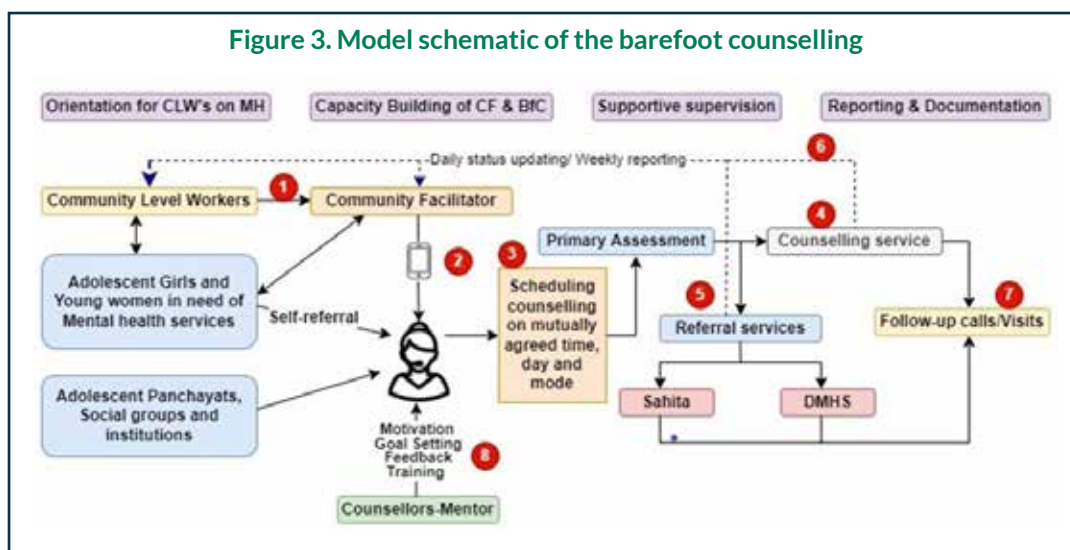 Figure 3. Model schematic of the barefoot counselling
Orientation for CLW's on MH
Capacity Building of CF & BfC
Supportive supervision
Reporting & Documentation
6
Daily status updating/ Weekly reporting
1
Community Level Workers
Community Facilitator
4
Counselling service
Primary Assessment
2
3
Scheduling
counselling
on mutually
agreed time,
day and
mode
Adolescent Girls and
Young women in need of
Mental health services
Self-referral
5
Referral services
7
Follow-up calls/Visits
Adolescent Panchayats,
Social groups and
institutions
Sahita
DMHS
Motivation
Goal Setting
Feedback
Training
8
Counsellors-Mentor